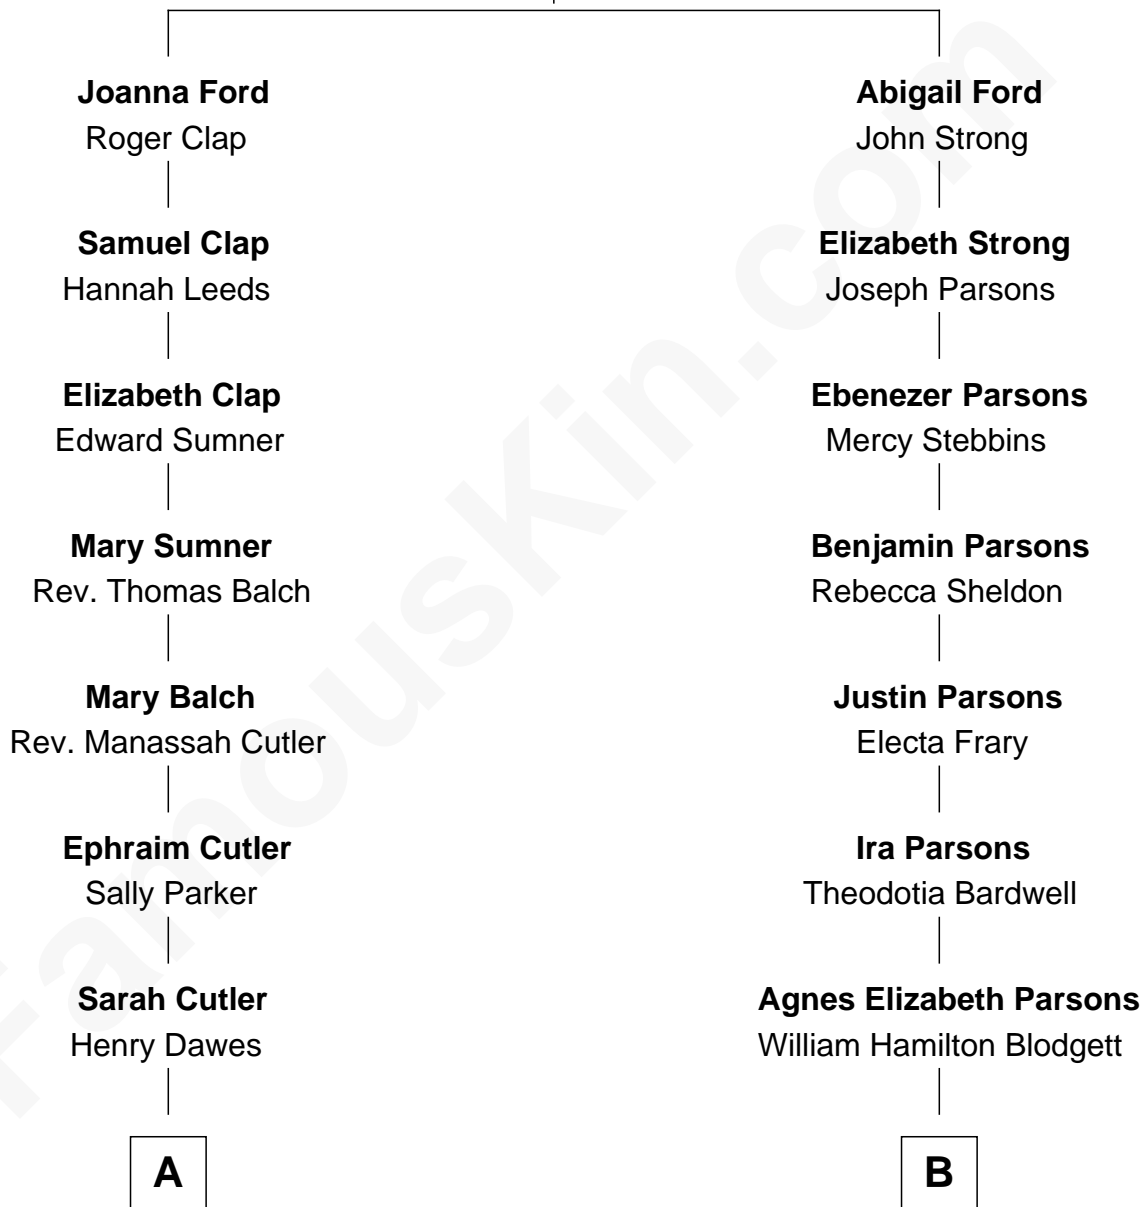 Joanna Ford
Roger Clap
Samuel Clap
Hannah Leeds
Elizabeth Clap
Edward Sumner
Mary Sumner
Rev. Thomas Balch
Mary Balch
Rev. Manassah Cutler
Ephraim Cutler
Sally Parker
Sarah Cutler
Henry Dawes
A
Abigail Ford
John Strong
Elizabeth Strong
Joseph Parsons
Ebenezer Parsons
Mercy Stebbins
Benjamin Parsons
Rebecca Sheldon
Justin Parsons
Electa Frary
Ira Parsons
Theodotia Bardwell
Agnes Elizabeth Parsons
William Hamilton Blodgett
B
FamousKin.com